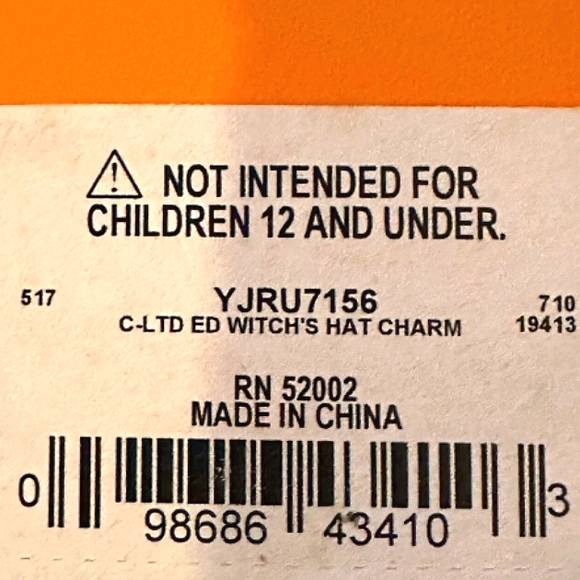 NOT INTENDED FOR
CHILDREN 12 AND UNDER.
517 YJRU7156 710
C-LTD ED WITCH'S HAT CHARM 19413
RN 52002
MADE IN CHINA
0 98686 43410 3